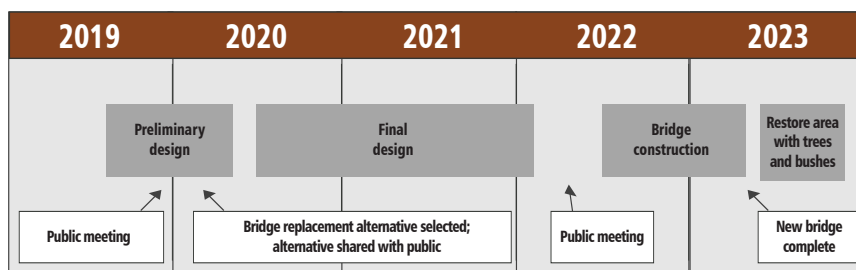 2019 2020 2021 2022 2023
Preliminary
design
Final
design
Bridge
construction
Restore area
with trees
and bushes
Public meeting
Bridge replacement alternative selected;
alternative shared with public
Public meeting
New bridge
complete